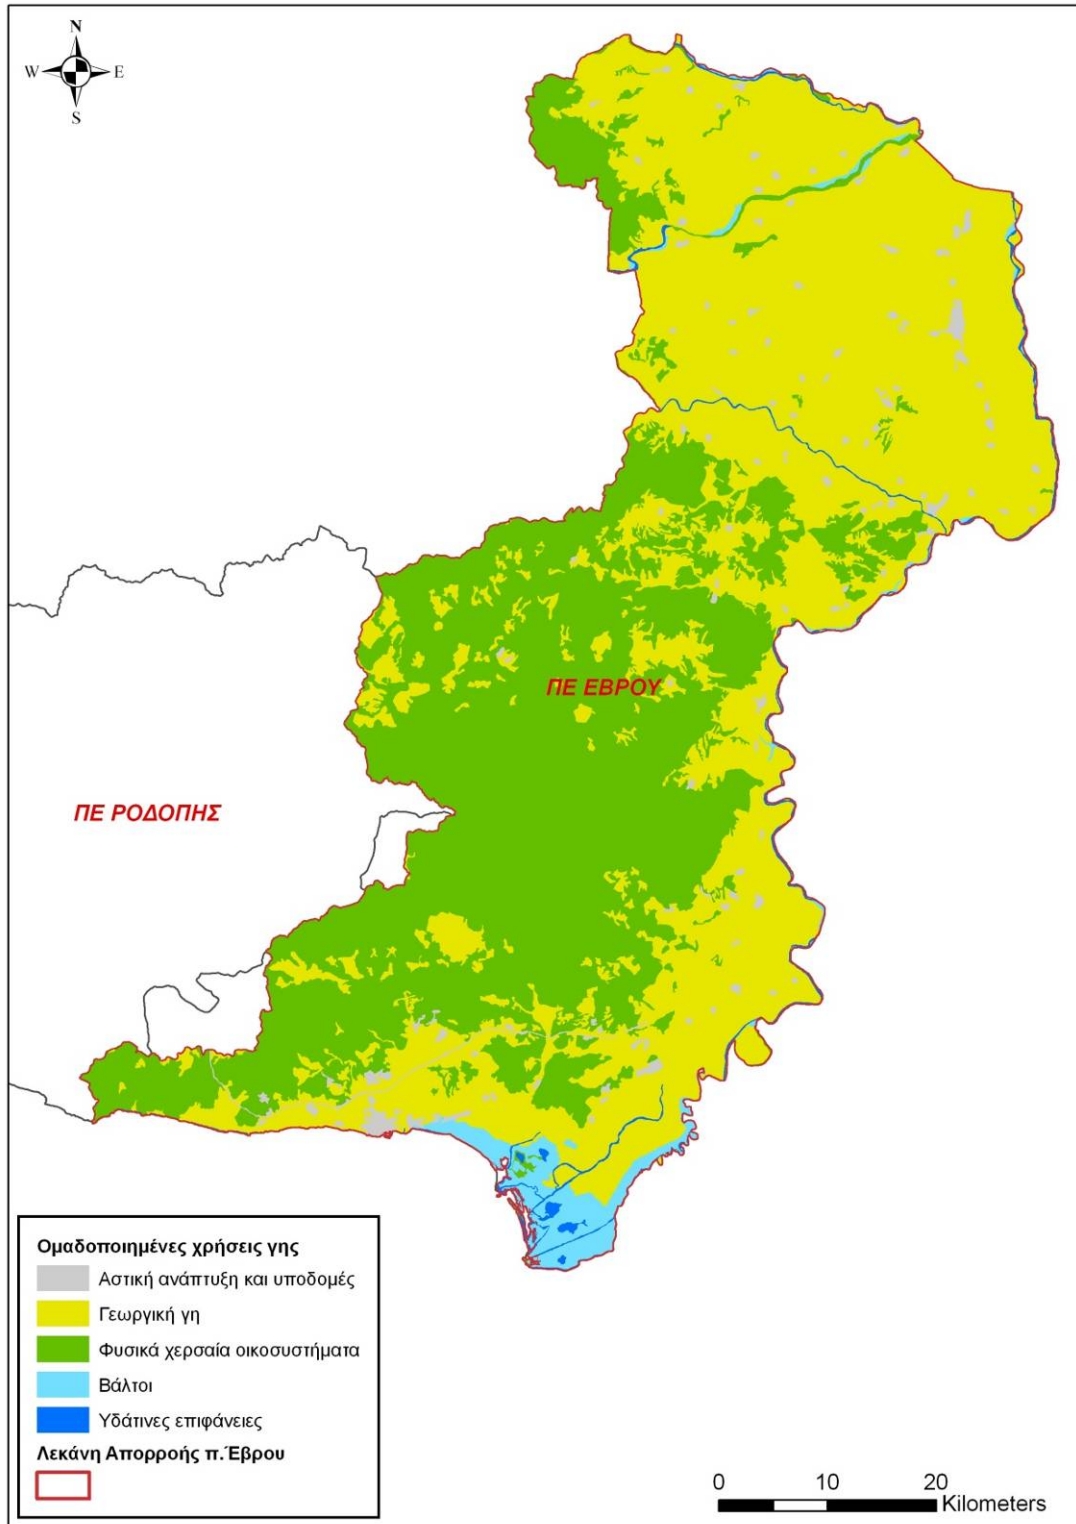 N
W E
S
ΠΕ ΕΒΡΟΥ
ΠΕ ΡΟΔΟΠΗΣ
Ομαδοποιημένες χρήσεις γης
Αστική ανάπτυξη και υποδομές
Γεωργική γη
Φυσικά χερσαία οικοσυστήματα
Βάλτοι
Υδάτινες επιφάνειες
Λεκάνη Απορροής π.Έβρου
0 10 20
Kilometers